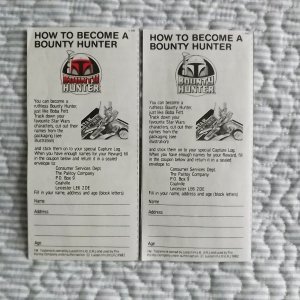 HOW TO BECOME A
BOUNTY HUNTER
BOUNTY
HUNTER
You can become a
ruthless Bounty Hunter,
just like Boba Fett.
Track down your
favourite Star Wars
characters, cut out their
names from the
packaging (see
illustration)
and stick them on to your special Capture Log.
When you have enough names for your Reward fill
in the coupon below and return it in a sealed
envelope to:
Consumer Services Dept
The Palitoy Company
P.O. Box 9
Coalville
Leicester LE6 2DE
Fill in your name, address and age (block letters)
Name
Address
Age
HOW TO BECOME A
BOUNTY HUNTER
BOUNTY
HUNTER
You can become a
ruthless Bounty Hunter,
just like Boba Fett.
Track down your
favourite Star Wars
characters, cut out their
names from the
packaging (see
illustration)
and stick them on to your special Capture Log.
When you have enough names for your Reward, fill
in the coupon below and return it in a sealed
envelope to:
Consumer Services Dept
The Palitoy Company
P.O. Box 9
Coalville
Leicester LE6 2DE
Fill in your name, address and age (block letters)
Name
Address
Age